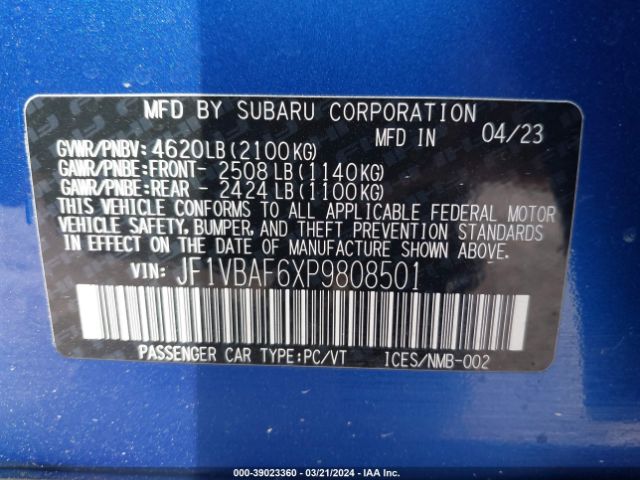 MFD BY SUBARU CORPORATION
MFD IN 04/23
GVWR/PNBV: 4620LB(2100KG)
GAWR/PNBE:FRONT- 2508LB(1140KG)
GAWR/PNBE:REAR - 2424LB(1100KG)
THIS VEHICLE CONFORMS TO ALL APPLICABLE FEDERAL MOTOR
VEHICLE SAFETY, BUMPER, AND THEFT PREVENTION STANDARDS
IN EFFECT ON THE DATE OF MANUFACTURE SHOWN ABOVE.
VIN: JF1VBAF6XP9808501
PASSENGER CAR TYPE:PC/VT ICES/NMB-002
000-39023360 - 03/21/2024 - IAA Inc.